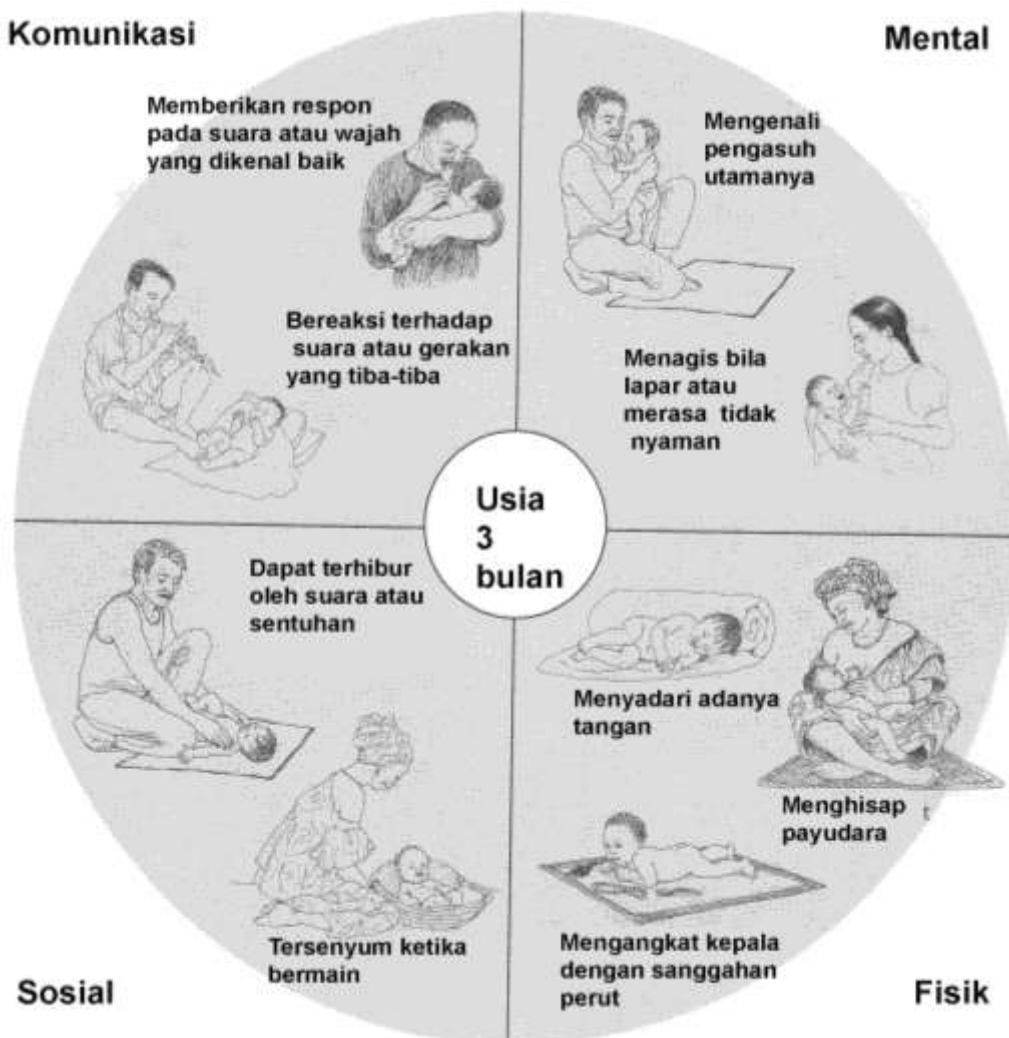 Komunikasi
Mental
Memberikan respon
pada suara atau wajah
yang dikenal baik
Bereaksi terhadap
suara atau gerakan
yang tiba-tiba
Mengenali
pengasuh
utamanya
Menagis bila
lapar atau
merasa tidak
nyaman
Usia
3
bulan
Dapat terhibur
oleh suara atau
sentuhan
Tersenyum ketika
bermain
Sosial
Menyadari adanya
tangan
Menghisap
payudara
Mengangkat kepala
dengan sanggahan
perut
Fisik